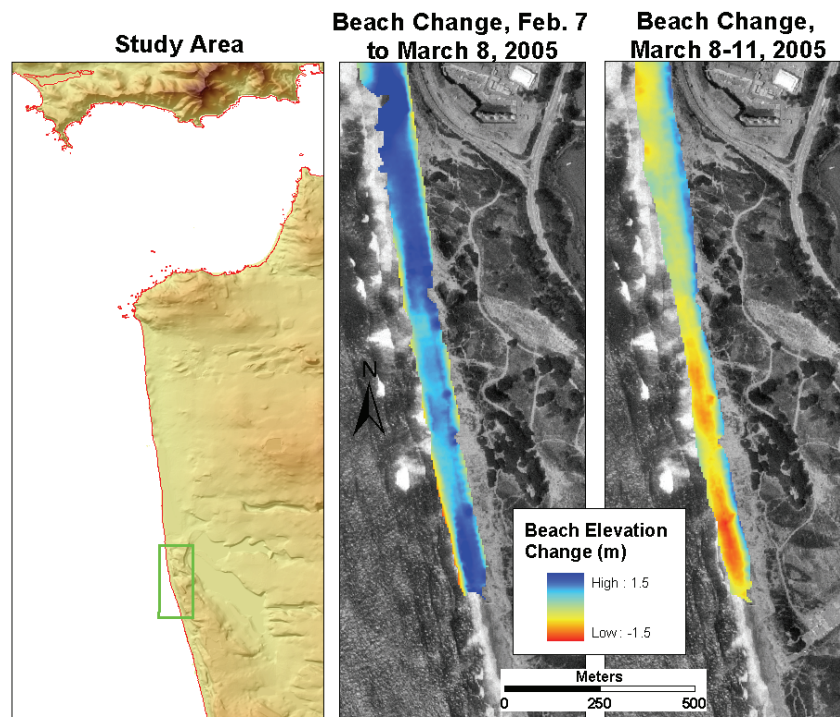 Study Area
Beach Change, Feb. 7
to March 8, 2005
Beach Change,
March 8-11, 2005
N
Beach Elevation
Change (m)
High : 1.5
Low : -1.5
Meters
0 250 500